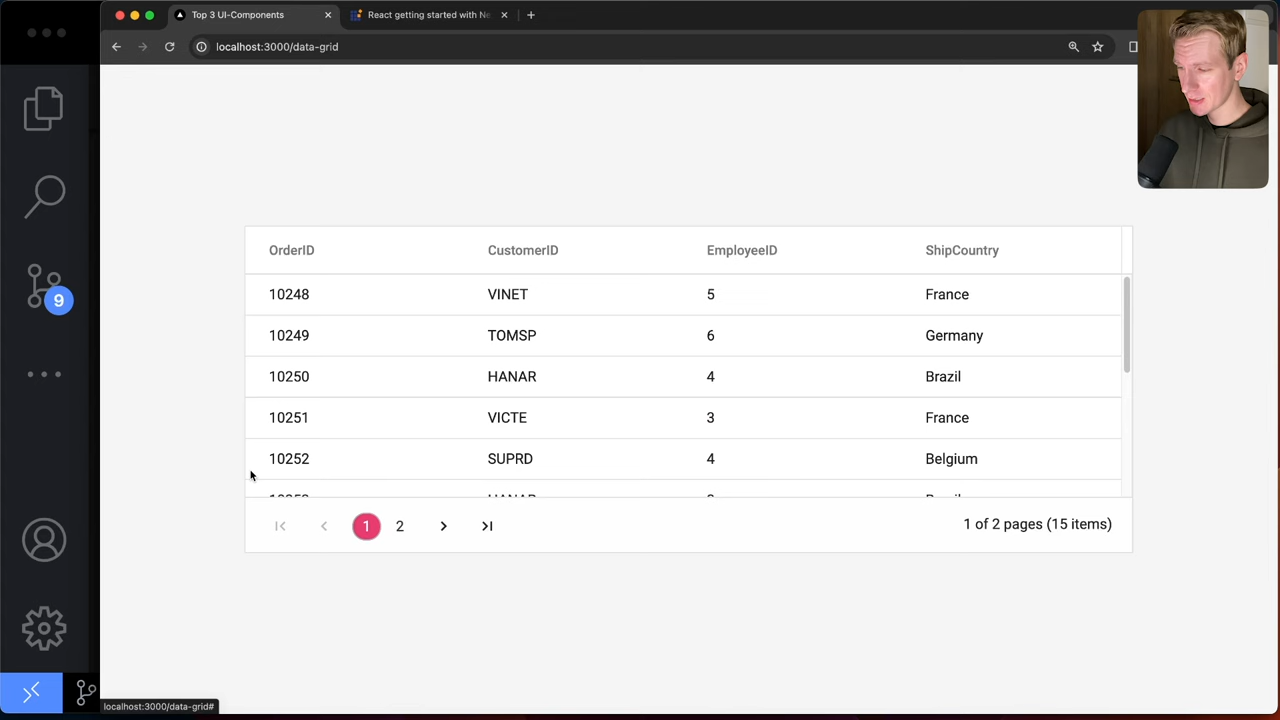 Top 3 UI-Components
React getting started with Ne
localhost:3000/data-grid
OrderID CustomerID EmployeeID ShipCountry
10248 VINET 5 France
10249 TOMSP 6 Germany
10250 HANAR 4 Brazil
10251 VICTE 3 France
10252 SUPRD 4 Belgium
9
1 2
1 of 2 pages (15 items)
localhost:3000/data-grid#